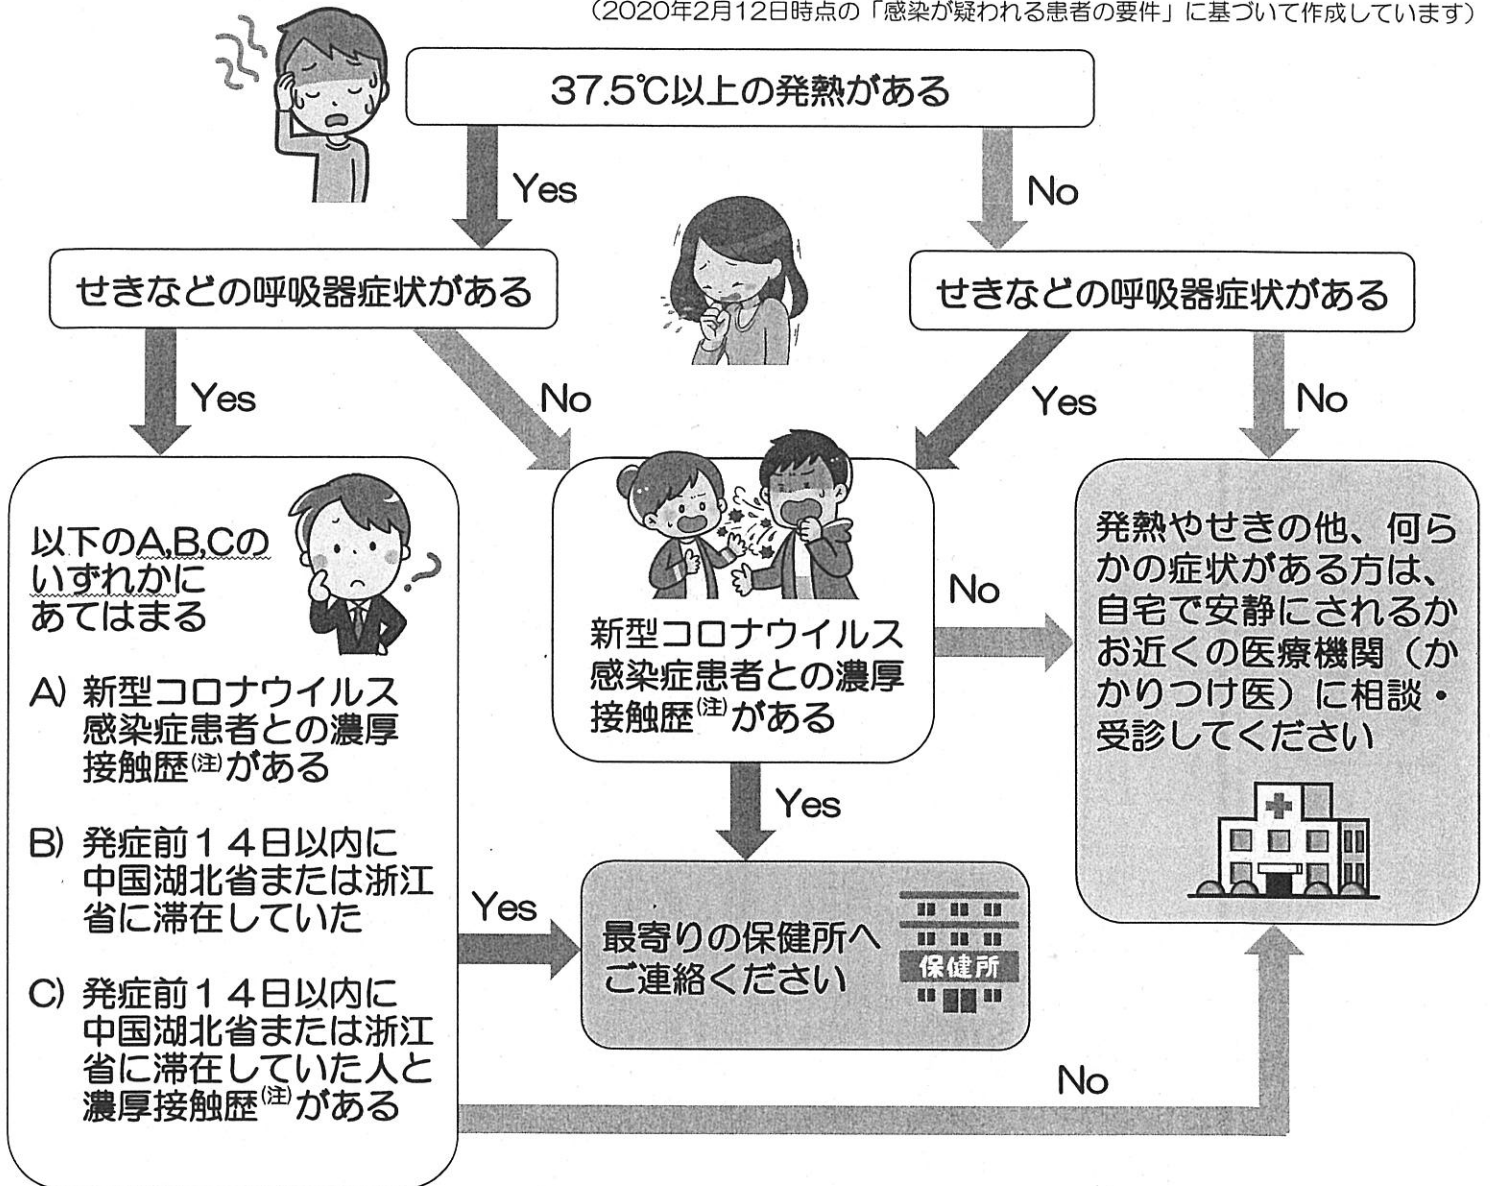 （2020年2月12日時点の「感染が疑われる患者の要件」に基づいて作成しています）
37.5℃以上の発熱がある
Yes
No
せきなどの呼吸器症状がある
せきなどの呼吸器症状がある
Yes
No
Yes
No
以下のA,B,Cの
いずれかに
あてはまる
A) 新型コロナウイルス
感染症患者との濃厚
接触歴(注)がある
B) 発症前１４日以内に
中国湖北省または浙江
省に滞在していた
C) 発症前１４日以内に
中国湖北省または浙江
省に滞在していた人と
濃厚接触歴(注)がある
新型コロナウイルス
感染症患者との濃厚
接触歴(注)がある
No
発熱やせきの他、何ら
かの症状がある方は、
自宅で安静にされるか
お近くの医療機関（か
かりつけ医）に相談・
受診してください
Yes
Yes
最寄りの保健所へ
ご連絡ください
保健所
No